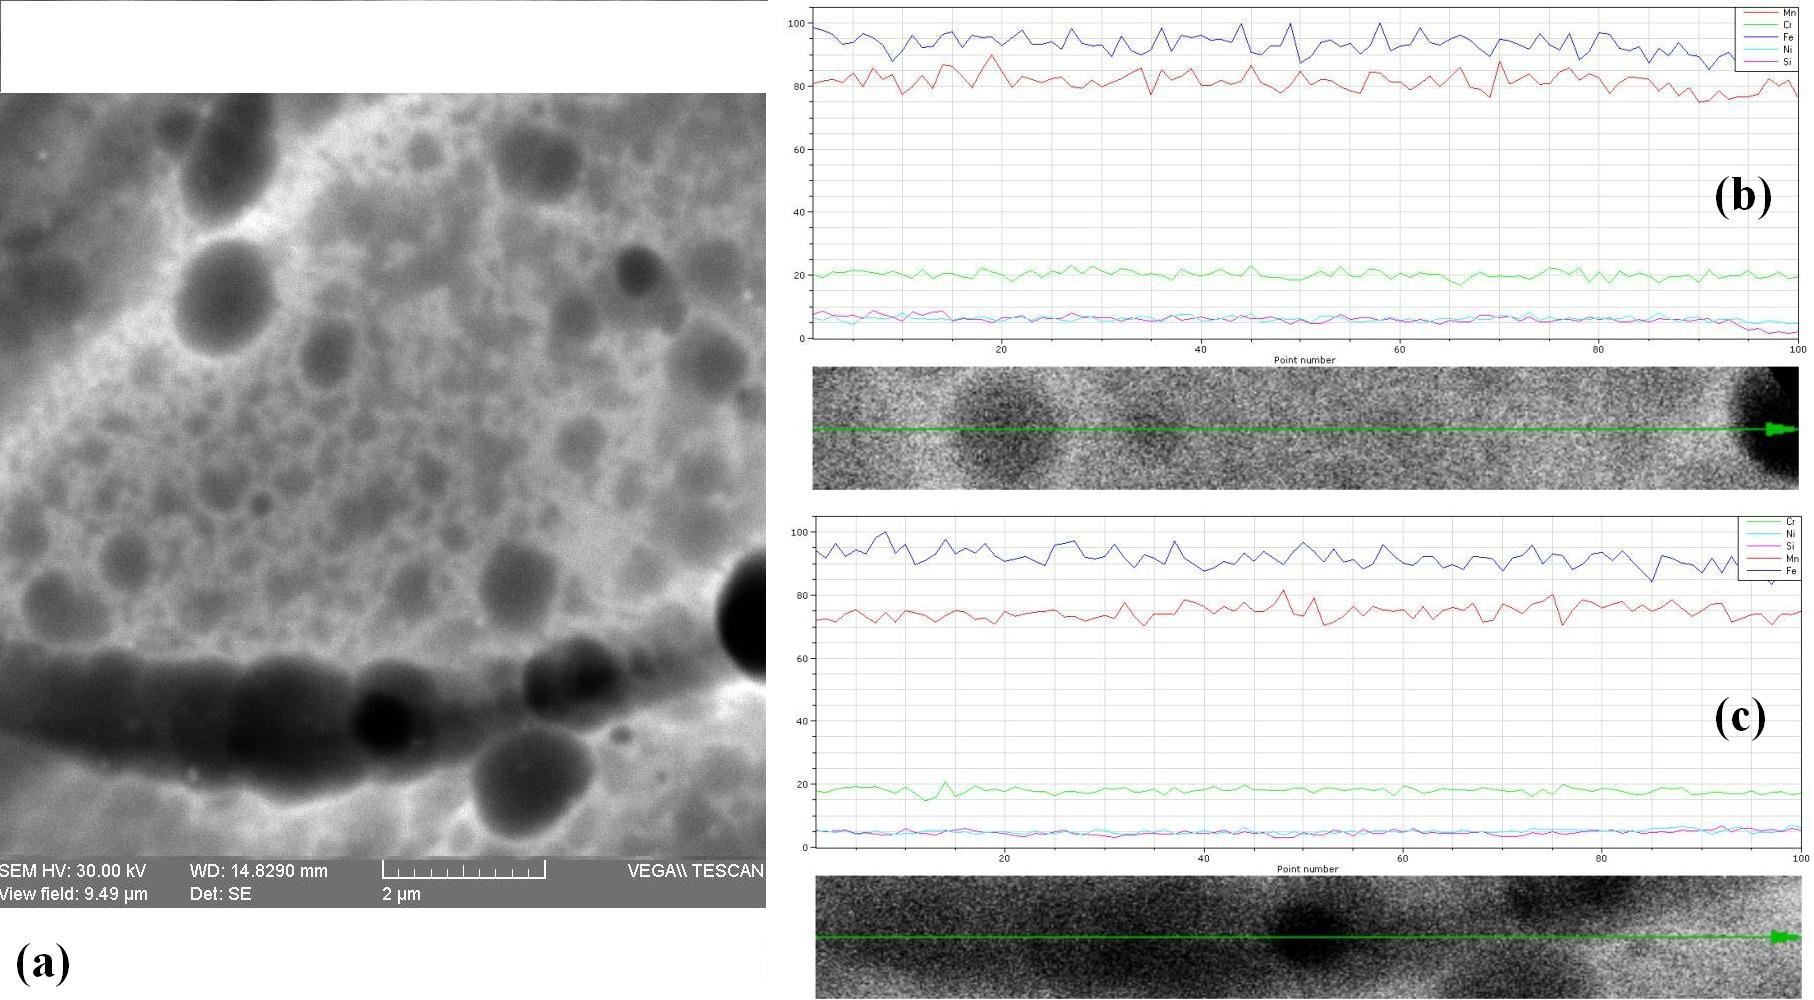 SEM HV: 30.00 kV WD: 14.8290 mm VEGA\\ TESCAN
View field: 9.49 µm Det: SE 2 µm
(a)
100
80
60
40
20
0
20 40 60 80 100
Point number
Mn
Cr
Fe
Ni
Si
(b)
100
80
60
40
20
0
20 40 60 80 100
Point number
Cr
Ni
Si
Mn
Fe
(c)